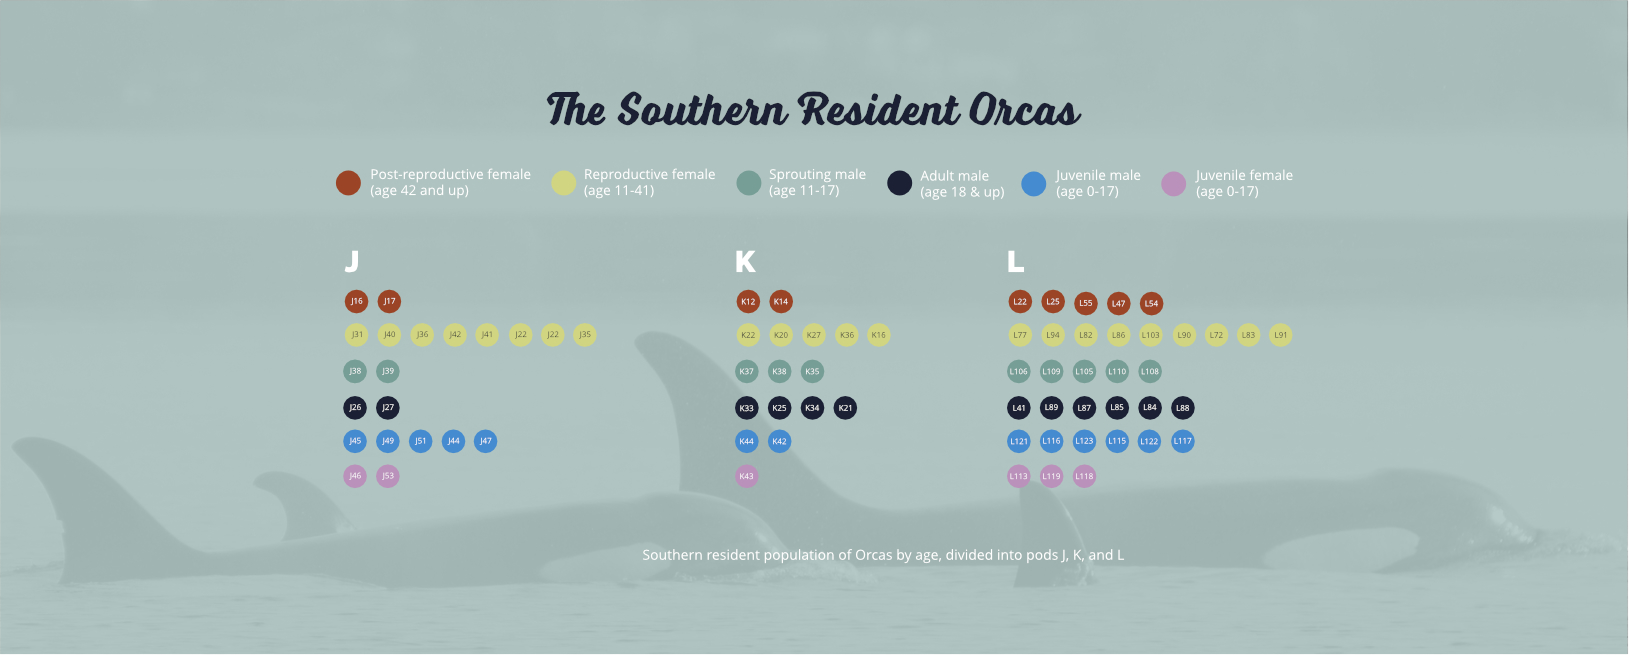 The Southern Resident Orcas
Post-reproductive female
(age 42 and up)
Reproductive female
(age 11-41)
Sprouting male
(age 11-17)
Adult male
(age 18 & up)
Juvenile male
(age 0-17)
Juvenile female
(age 0-17)
J
J16 J17
J31 J40 J36 J42 J41 J22 J22 J35
J38 J39
J26 J27
J45 J49 J51 J44 J47
J46 J53
K
K12 K14
K22 K20 K27 K36 K16
K37 K38 K35
K33 K25 K34 K21
K44 K42
K43
L
L22 L25 L55 L47 L54
L77 L94 L82 L86 L103 L90 L72 L83 L91
L106 L109 L105 L110 L108
L41 L89 L87 L85 L84 L88
L121 L116 L123 L115 L122 L117
L113 L119 L118
Southern resident population of Orcas by age, divided into pods J, K, and L